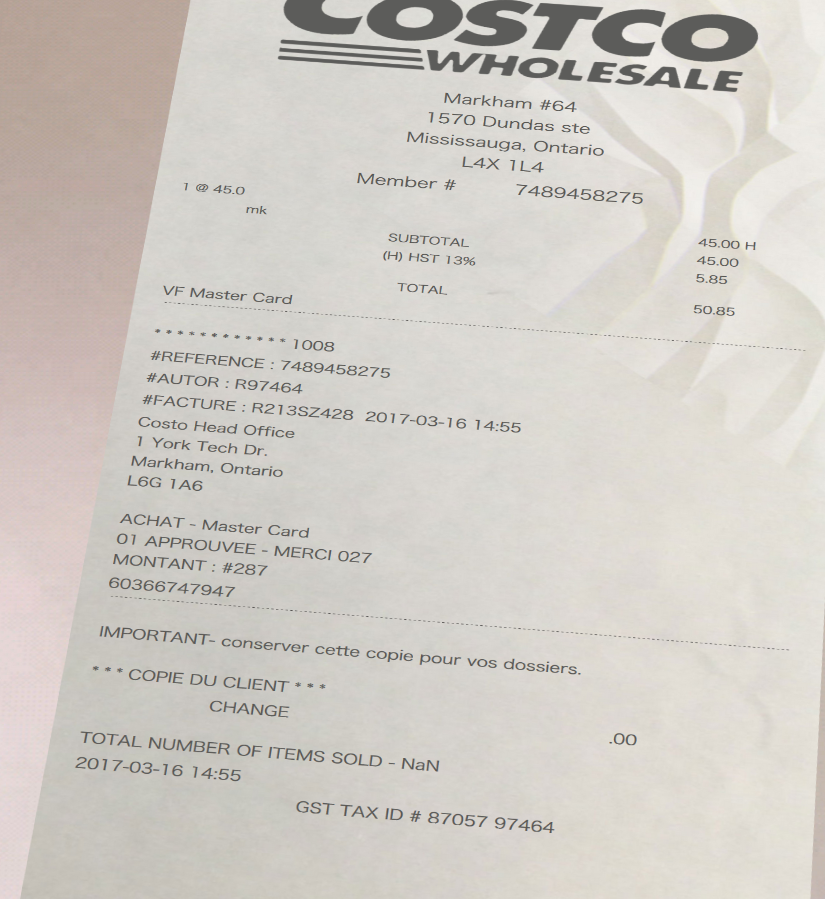 COSTCO
WHOLESALE
Markham #64
1570 Dundas ste
Mississauga, Ontario
L4X 1L4
Member # 7489458275
1 @ 45.0
mk 45.00 H
SUBTOTAL 45.00
(H) HST 13% 5.85
TOTAL 50.85
VF Master Card
* * * * * * * * * * * * 1008
#REFERENCE : 7489458275
#AUTOR : R97464
#FACTURE : R213SZ428 2017-03-16 14:55
Costo Head Office
1 York Tech Dr.
Markham, Ontario
L6G 1A6
ACHAT - Master Card
01 APPROUVEE - MERCI 027
MONTANT : #287
60366747947
IMPORTANT- conserver cette copie pour vos dossiers.
* * * COPIE DU CLIENT * * *
CHANGE .00
TOTAL NUMBER OF ITEMS SOLD - NaN
2017-03-16 14:55
GST TAX ID # 87057 97464